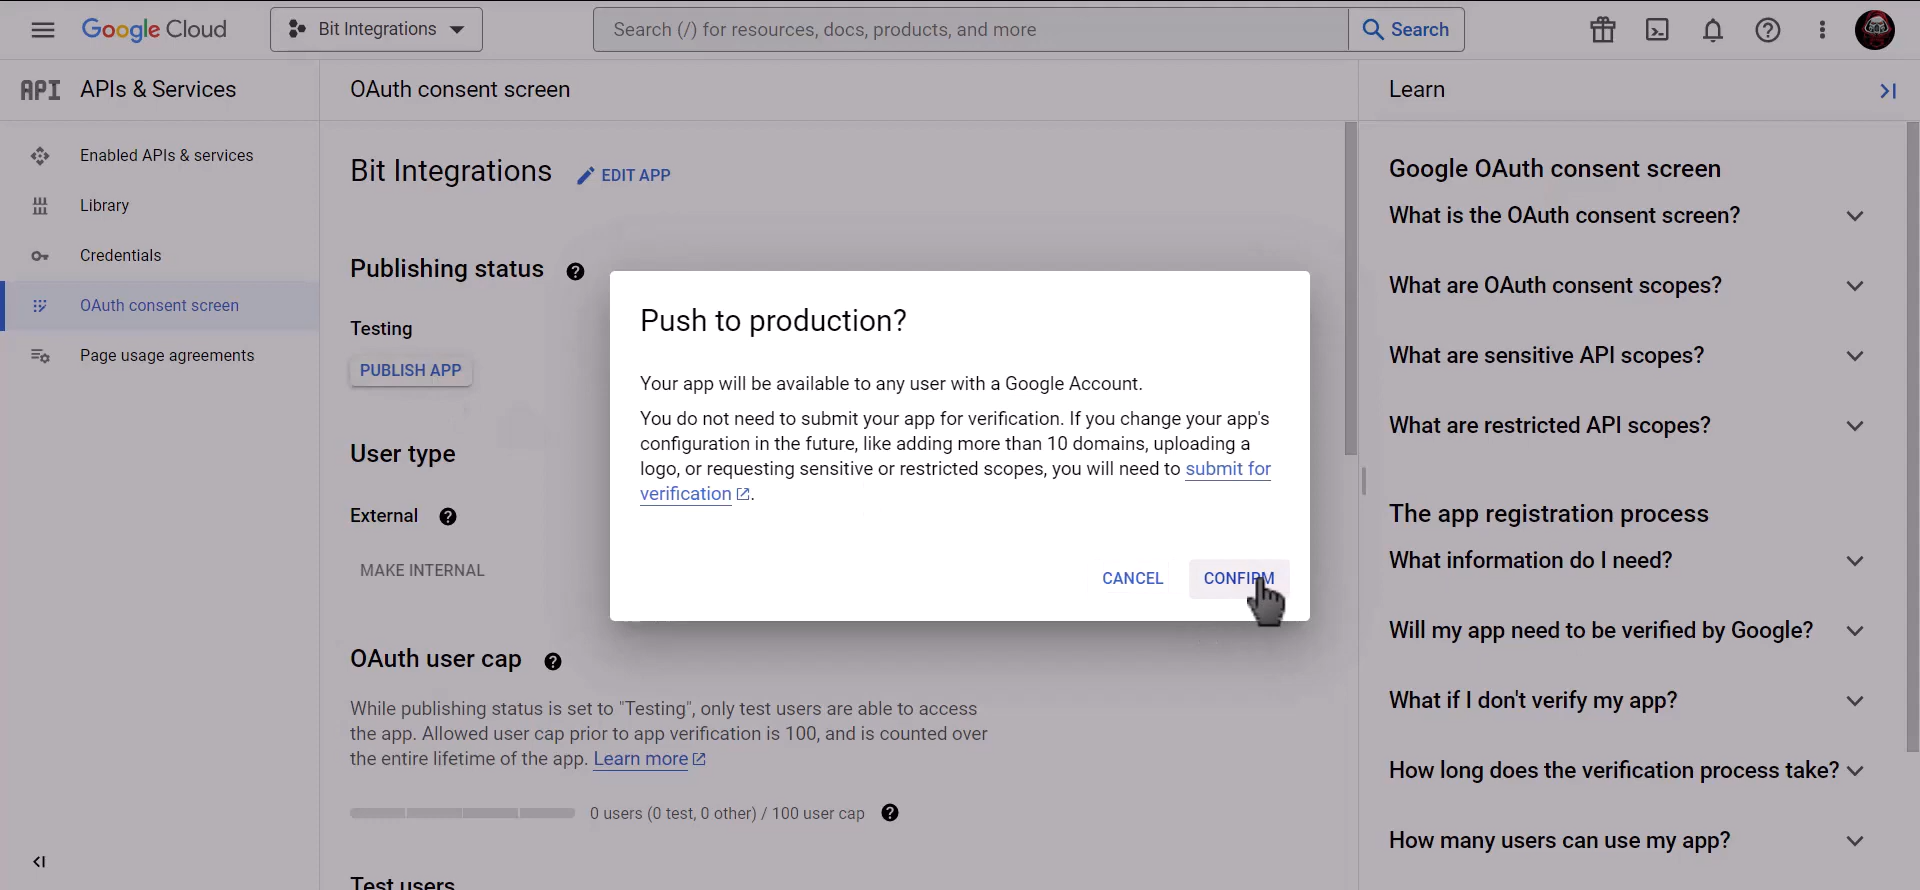 Google Cloud
Bit Integrations
Search (/) for resources, docs, products, and more
Search
API
APIs & Services
Enabled APIs & services
Library
Credentials
OAuth consent screen
Page usage agreements
OAuth consent screen
Bit Integrations
EDIT APP
Publishing status
Testing
PUBLISH APP
User type
External
MAKE INTERNAL
OAuth user cap
While publishing status is set to "Testing", only test users are able to access
the app. Allowed user cap prior to app verification is 100, and is counted over
the entire lifetime of the app. Learn more
0 users (0 test, 0 other) / 100 user cap
Test users
Push to production?
Your app will be available to any user with a Google Account.
You do not need to submit your app for verification. If you change your app's
configuration in the future, like adding more than 10 domains, uploading a
logo, or requesting sensitive or restricted scopes, you will need to submit for
verification.
CANCEL
CONFIRM
Learn
Google OAuth consent screen
What is the OAuth consent screen?
What are OAuth consent scopes?
What are sensitive API scopes?
What are restricted API scopes?
The app registration process
What information do I need?
Will my app need to be verified by Google?
What if I don't verify my app?
How long does the verification process take?
How many users can use my app?